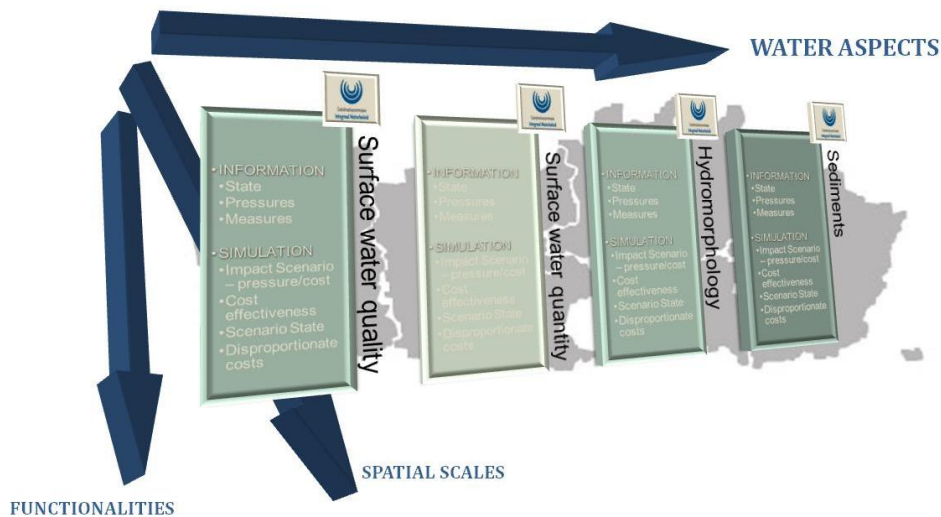 WATER ASPECTS
• INFORMATION
•State
•Pressures
•Measures
• SIMULATION
•Impact Scenario
– pressure/cost
•Cost
effectiveness
•Scenario State
•Disproportionate
costs
Surface water quality
• INFORMATION
•State
•Pressures
•Measures
• SIMULATION
•Impact Scenario
– pressure/cost
•Cost
effectiveness
•Scenario State
•Disproportionate
costs
Surface water quantity
• INFORMATION
•State
•Pressures
•Measures
• SIMULATION
•Impact Scenario
– pressure/cost
•Cost
effectiveness
•Scenario State
•Disproportionate
costs
Hydromorphology
• INFORMATION
•State
•Pressures
•Measures
• SIMULATION
•Impact Scenario
– pressure/cost
•Cost
effectiveness
•Scenario State
•Disproportionate
costs
Sediments
SPATIAL SCALES
FUNCTIONALITIES